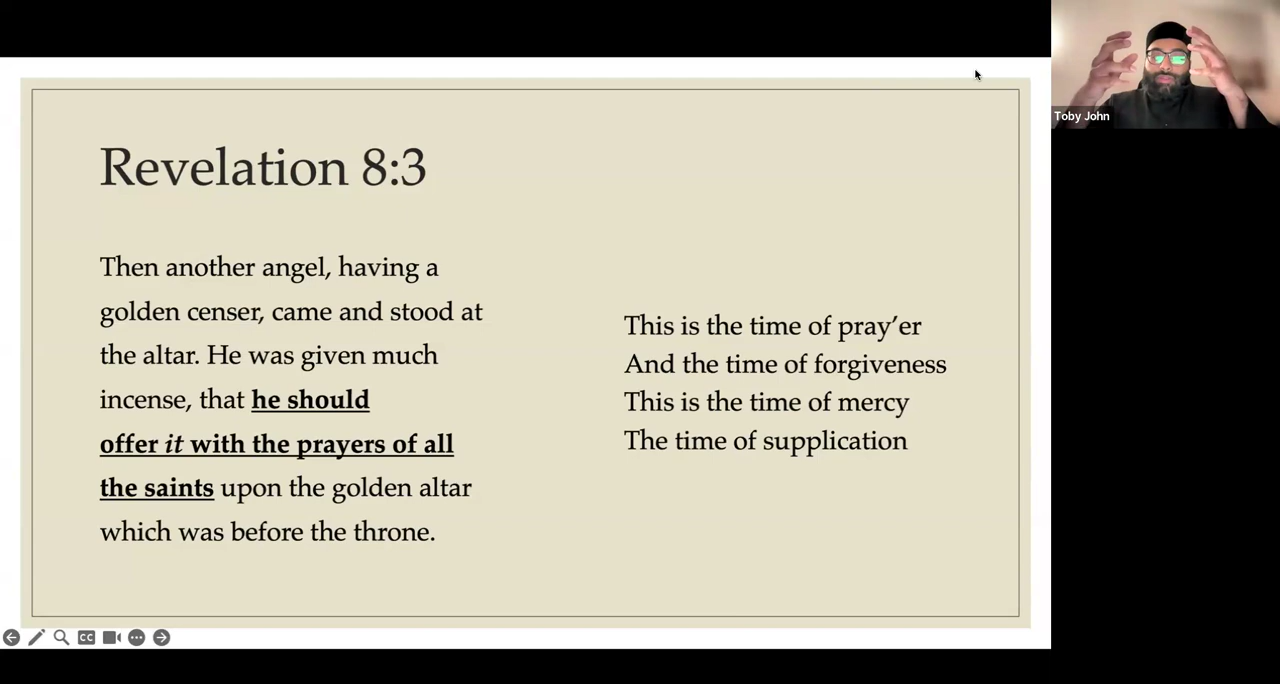 Revelation 8:3
Then another angel, having a
golden censer, came and stood at
the altar. He was given much
incense, that he should
offer it with the prayers of all
the saints upon the golden altar
which was before the throne.
This is the time of pray’er
And the time of forgiveness
This is the time of mercy
The time of supplication
Toby John
CC